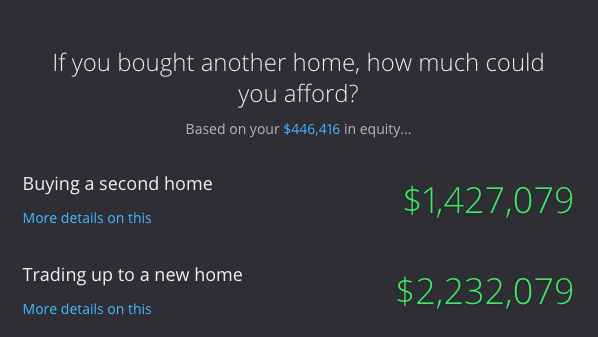 If you bought another home, how much could
you afford?
Based on your $446,416 in equity...
Buying a second home
$1,427,079
More details on this
Trading up to a new home
$2,232,079
More details on this